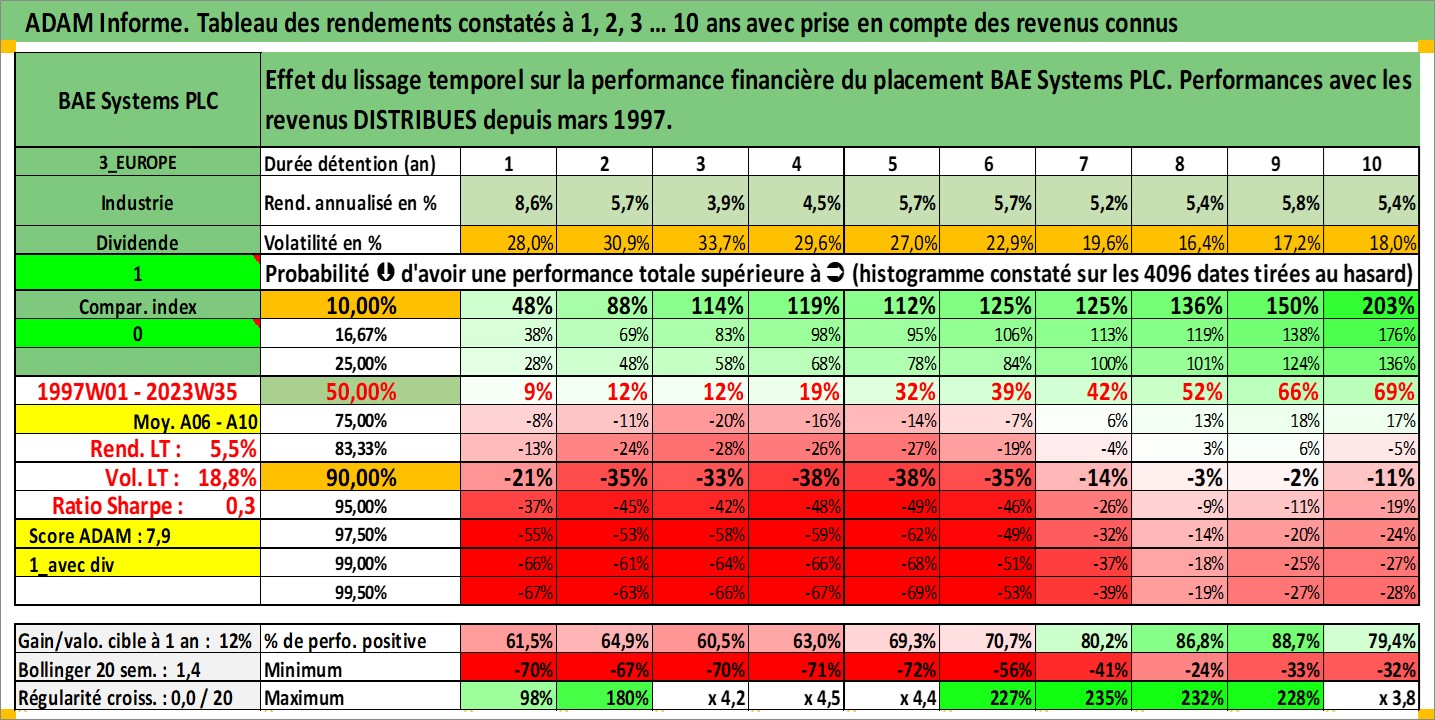 ADAM Informe. Tableau des rendements constatés à 1, 2, 3 ... 10 ans avec prise en compte des revenus connus
BAE Systems PLC
Effet du lissage temporel sur la performance financière du placement BAE Systems PLC. Performances avec les
revenus DISTRIBUES depuis mars 1997.
3_EUROPE Durée détention (an) 1 2 3 4 5 6 7 8 9 10
Industrie Rend. annualisé en % 8,6% 5,7% 3,9% 4,5% 5,7% 5,7% 5,2% 5,4% 5,8% 5,4%
Dividende Volatilité en % 28,0% 30,9% 33,7% 29,6% 27,0% 22,9% 19,6% 16,4% 17,2% 18,0%
1 Probabilité ⬇ d'avoir une performance totale supérieure à ➲ (histogramme constaté sur les 4096 dates tirées au hasard)
Compar. index 10,00% 48% 88% 114% 119% 112% 125% 125% 136% 150% 203%
0 16,67% 38% 69% 83% 98% 95% 106% 113% 119% 138% 176%
25,00% 28% 48% 58% 68% 78% 84% 100% 101% 124% 136%
1997W01 - 2023W35 50,00% 9% 12% 12% 19% 32% 39% 42% 52% 66% 69%
Moy. A06 - A10 75,00% -8% -11% -20% -16% -14% -7% 6% 13% 18% 17%
Rend. LT : 5,5% 83,33% -13% -24% -28% -26% -27% -19% -4% 3% 6% -5%
Vol. LT : 18,8% 90,00% -21% -35% -33% -38% -38% -35% -14% -3% -2% -11%
Ratio Sharpe : 0,3 95,00% -37% -45% -42% -48% -49% -46% -26% -9% -11% -19%
Score ADAM : 7,9 97,50% -55% -53% -58% -59% -62% -49% -32% -14% -20% -24%
1_avec div 99,00% -66% -61% -64% -66% -68% -51% -37% -18% -25% -27%
99,50% -67% -63% -66% -67% -69% -53% -39% -19% -27% -28%
Gain/valo. cible à 1 an : 12% % de perfo. positive 61,5% 64,9% 60,5% 63,0% 69,3% 70,7% 80,2% 86,8% 88,7% 79,4%
Bollinger 20 sem. : 1,4 Minimum -70% -67% -70% -71% -72% -56% -41% -24% -33% -32%
Régularité croiss. : 0,0 / 20 Maximum 98% 180% x 4,2 x 4,5 x 4,4 227% 235% 232% 228% x 3,8